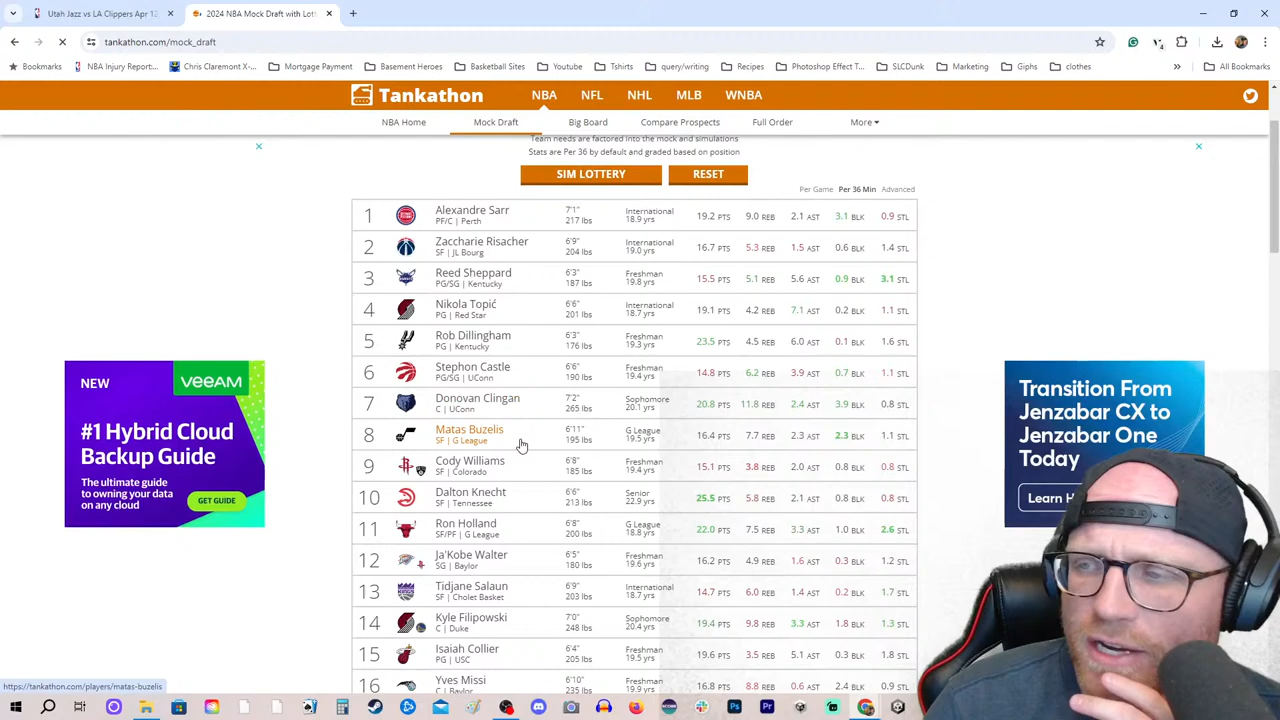 Utah Jazz vs LA Clippers Apr 12
2024 NBA Mock Draft with Lott
tankathon.com/mock_draft
Bookmarks NBA Injury Report:... Chris Claremont X-... Mortgage Payment Basement Heroes Basketball Sites Youtube Tshirts query/writing Recipes Photoshop Effect T... SLCDunk Marketing Giphs clothes All Bookmarks
Tankathon NBA NFL NHL MLB WNBA
NBA Home Mock Draft Big Board Compare Prospects Full Order More
Team needs are factored into the mock and simulations
Stats are Per 36 by default and graded based on position
SIM LOTTERY RESET
Per Game Per 36 Min Advanced
1 Alexandre Sarr 7'1" International 19.2 PTS 9.0 REB 2.1 AST 3.1 BLK 0.9 STL
PF/C | Perth 217 lbs 18.9 yrs
2 Zaccharie Risacher 6'9" International 16.7 PTS 5.3 REB 1.5 AST 0.6 BLK 1.4 STL
SF | JL Bourg 204 lbs 19.0 yrs
3 Reed Sheppard 6'3" Freshman 15.5 PTS 5.1 REB 5.6 AST 0.9 BLK 3.1 STL
PG/SG | Kentucky 187 lbs 19.8 yrs
4 Nikola Topić 6'6" International 19.1 PTS 4.2 REB 7.1 AST 0.2 BLK 1.1 STL
PG | Red Star 201 lbs 18.7 yrs
5 Rob Dillingham 6'3" Freshman 23.5 PTS 4.5 REB 6.0 AST 0.1 BLK 1.6 STL
PG | Kentucky 176 lbs 19.3 yrs
6 Stephon Castle 6'6" Freshman 14.8 PTS 6.2 REB 3.9 AST 0.7 BLK 1.1 STL
PG/SG | UConn 190 lbs 19.4 yrs
7 Donovan Clingan 7'2" Sophomore 20.8 PTS 11.8 REB 2.4 AST 3.9 BLK 0.8 STL
C | UConn 265 lbs 20.1 yrs
8 Matas Buzelis 6'11" G League 16.4 PTS 7.7 REB 2.3 AST 2.3 BLK 1.1 STL
SF | G League 195 lbs 19.5 yrs
9 Cody Williams 6'8" Freshman 15.1 PTS 3.8 REB 2.0 AST 0.8 BLK 0.8 STL
SF | Colorado 185 lbs 19.4 yrs
10 Dalton Knecht 6'6" Senior 25.5 PTS 5.8 REB 2.1 AST 0.8 BLK 0.8 STL
SF | Tennessee 213 lbs 22.9 yrs
11 Ron Holland 6'8" G League 22.0 PTS 7.5 REB 3.3 AST 1.0 BLK 2.6 STL
SF/PF | G League 200 lbs 18.8 yrs
12 Ja'Kobe Walter 6'5" Freshman 16.2 PTS 4.9 REB 1.6 AST 0.3 BLK 1.2 STL
SG | Baylor 180 lbs 19.6 yrs
13 Tidjane Salaun 6'9" International 14.7 PTS 6.0 REB 1.4 AST 0.2 BLK 1.7 STL
SF | Cholet Basket 203 lbs 18.7 yrs
14 Kyle Filipowski 7'0" Sophomore 19.4 PTS 9.8 REB 3.3 AST 1.8 BLK 1.3 STL
C | Duke 248 lbs 20.4 yrs
15 Isaiah Collier 6'4" Freshman 19.6 PTS 3.5 REB 5.1 AST 0.3 BLK 1.8 STL
PG | USC 205 lbs 19.5 yrs
16 Yves Missi 6'10" Freshman 16.8 PTS AST BLK 0.9 STL
C | Baylor 235 lbs 19.9 yrs
NEW veeAM
#1 Hybrid Cloud
Backup Guide
The ultimate
guide to owning your data
on any cloud
GET GUIDE
Transition From
Jenzabar CX to
Jenzabar One
Today
Learn
https://tankathon.com/players/matas-buzelis